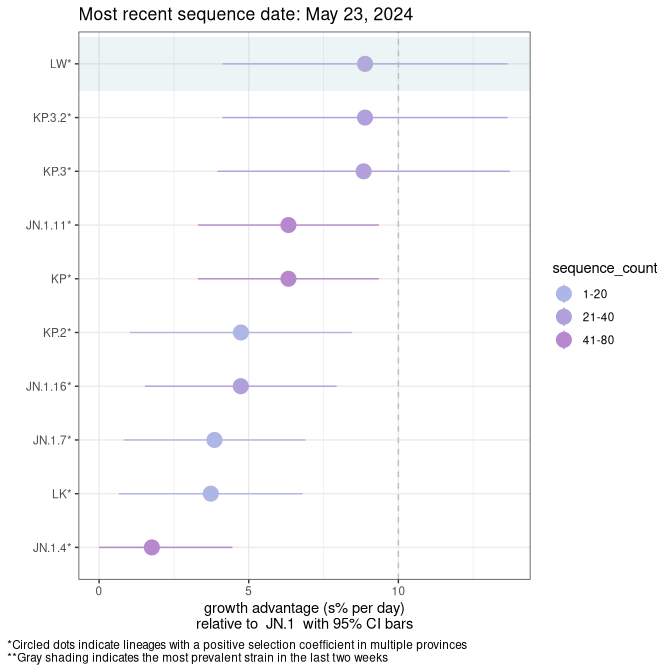 Most recent sequence date: May 23, 2024
LW*
KP.3.2*
KP.3*
JN.1.11*
KP*
KP.2*
JN.1.16*
JN.1.7*
LK*
JN.1.4*
0 5 10
growth advantage (s% per day)
relative to JN.1 with 95% CI bars
sequence_count
1-20
21-40
41-80
*Circled dots indicate lineages with a positive selection coefficient in multiple provinces
**Gray shading indicates the most prevalent strain in the last two weeks